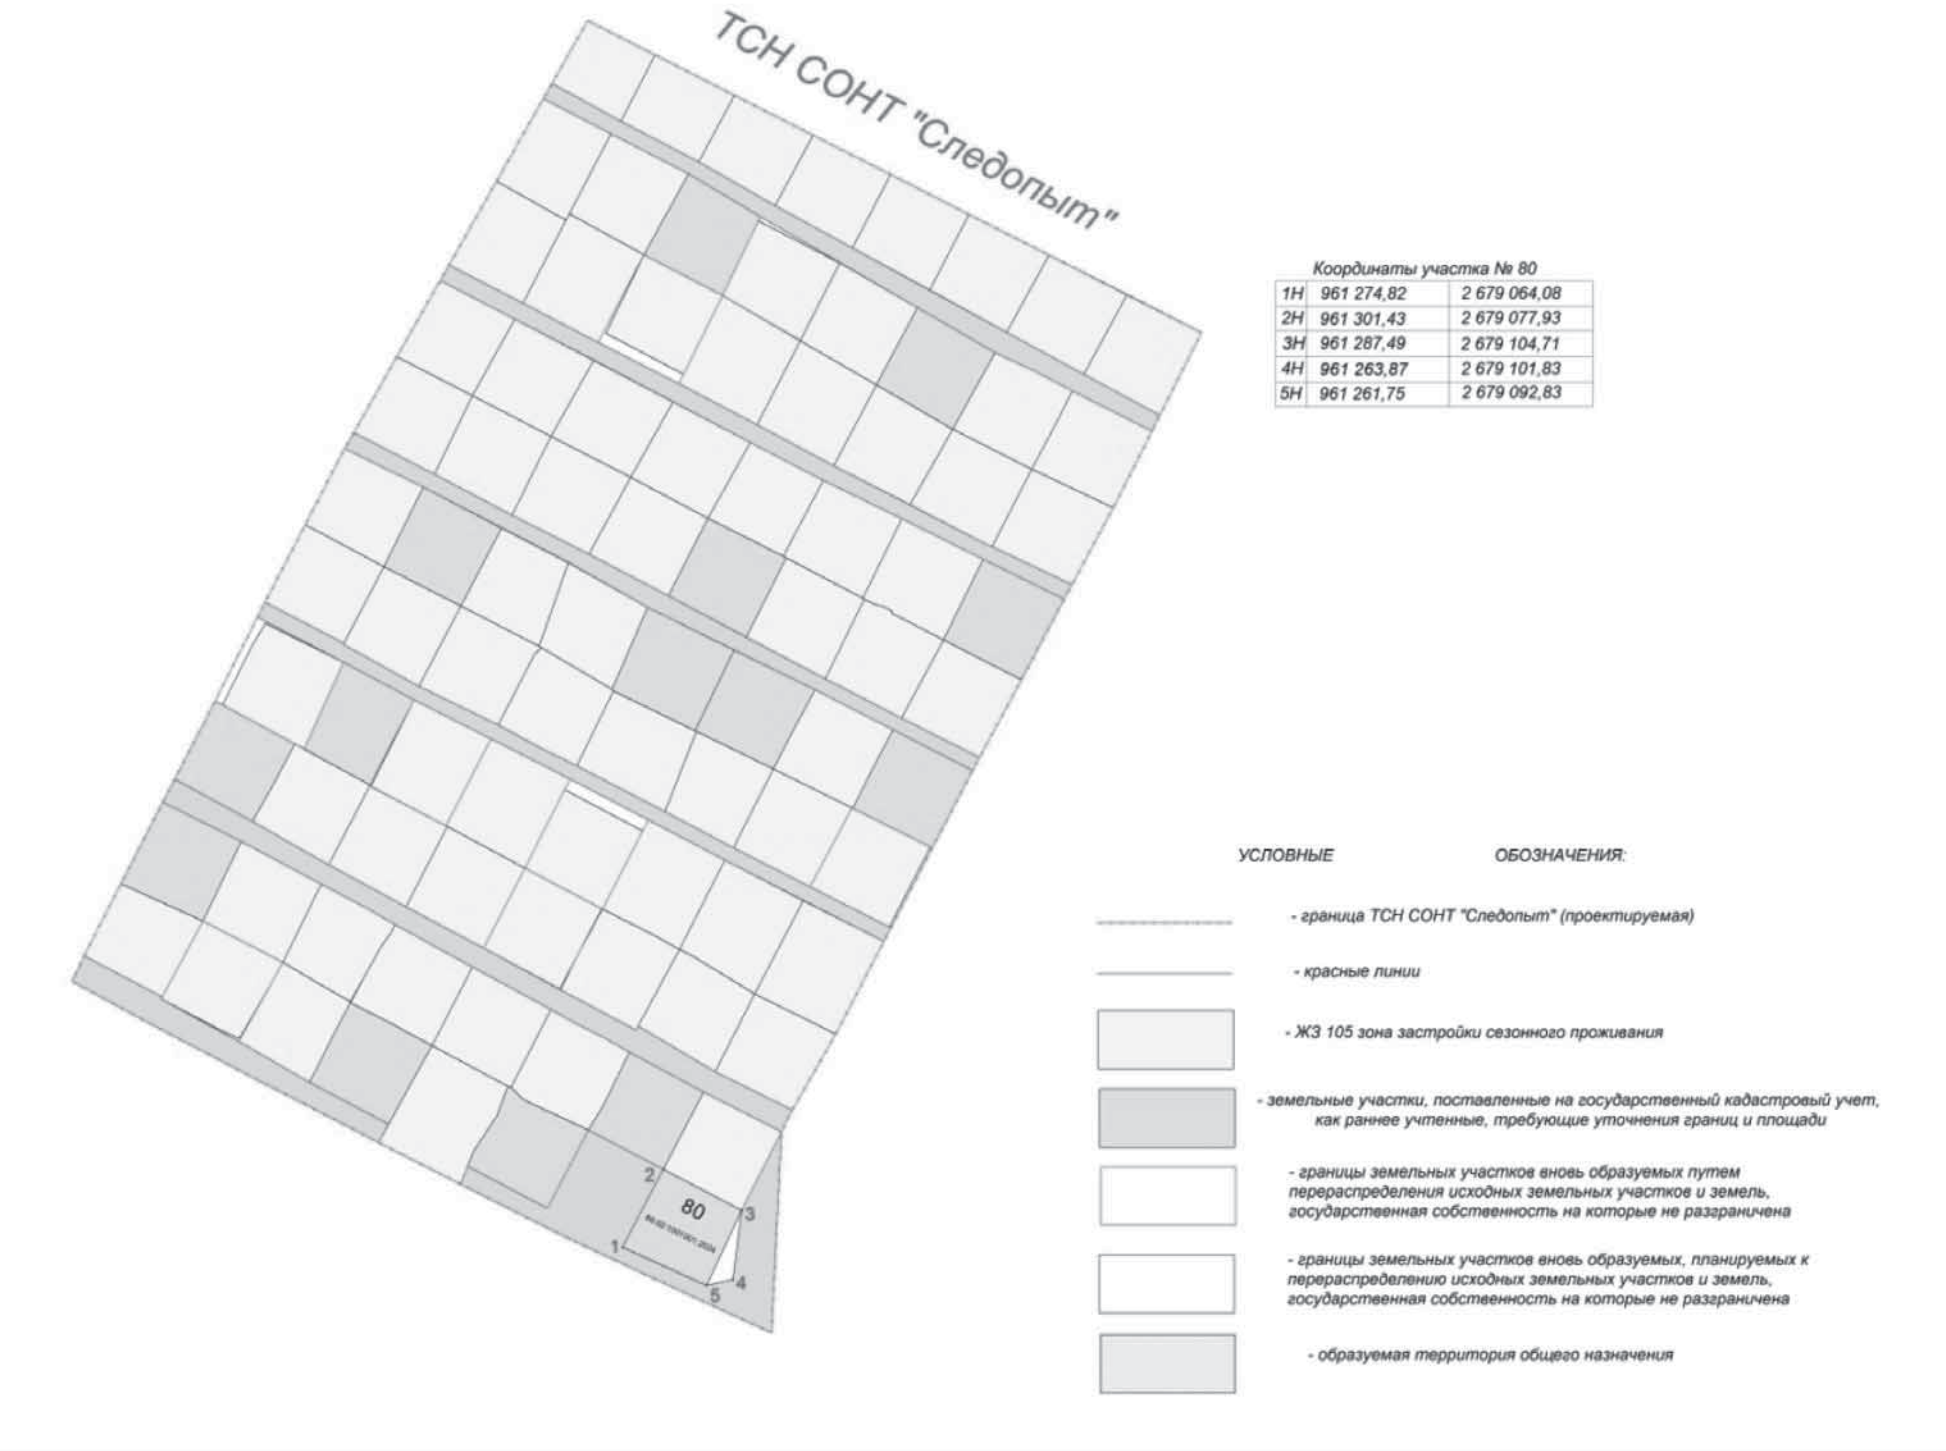 ТСН СОНТ "Следопыт"
Координаты участка № 80
1Н 961 274,82 2 679 064,08
2Н 961 301,43 2 679 077,93
3Н 961 287,49 2 679 104,71
4Н 961 263,87 2 679 101,83
5Н 961 261,75 2 679 092,83
УСЛОВНЫЕ ОБОЗНАЧЕНИЯ:
- граница ТСН СОНТ "Следопыт" (проектируемая)
- красные линии
- ЖЗ 105 зона застройки сезонного проживания
- земельные участки, поставленные на государственный кадастровый учет,
как раннее учтенные, требующие уточнения границ и площади
- границы земельных участков вновь образуемых путем
перераспределения исходных земельных участков и земель,
государственная собственность на которые не разграничена
- границы земельных участков вновь образуемых, планируемых к
перераспределению исходных земельных участков и земель,
государственная собственность на которые не разграничена
- образуемая территория общего назначения
2
80
3
1
4
5